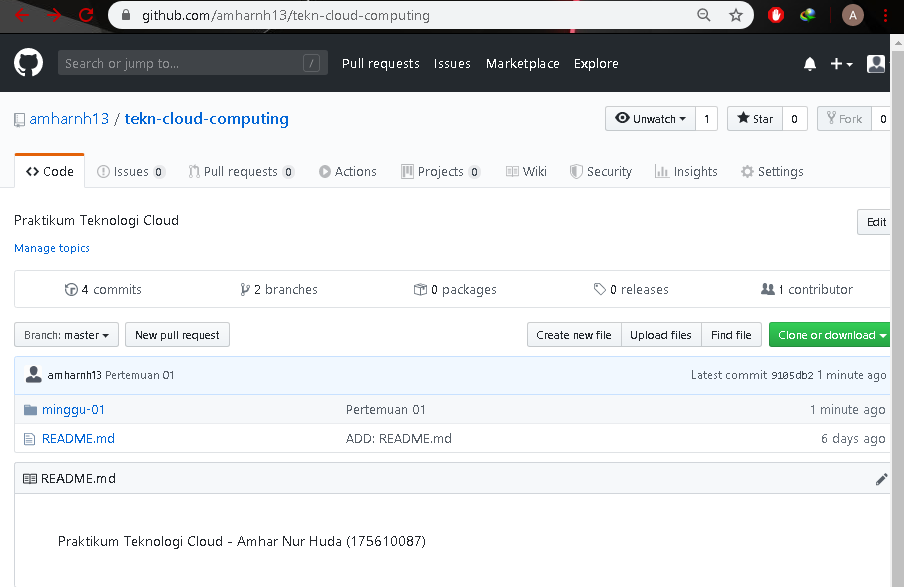 github.com/amharnh13/tekn-cloud-computing
A
Search or jump to... / Pull requests Issues Marketplace Explore
amharnh13 / tekn-cloud-computing Unwatch 1 Star 0 Fork 0
Code Issues 0 Pull requests 0 Actions Projects 0 Wiki Security Insights Settings
Praktikum Teknologi Cloud Edit
Manage topics
4 commits 2 branches 0 packages 0 releases 1 contributor
Branch: master New pull request Create new file Upload files Find file Clone or download
amharnh13 Pertemuan 01 Latest commit 9105db2 1 minute ago
minggu-01 Pertemuan 01 1 minute ago
README.md ADD: README.md 6 days ago
README.md
Praktikum Teknologi Cloud - Amhar Nur Huda (175610087)